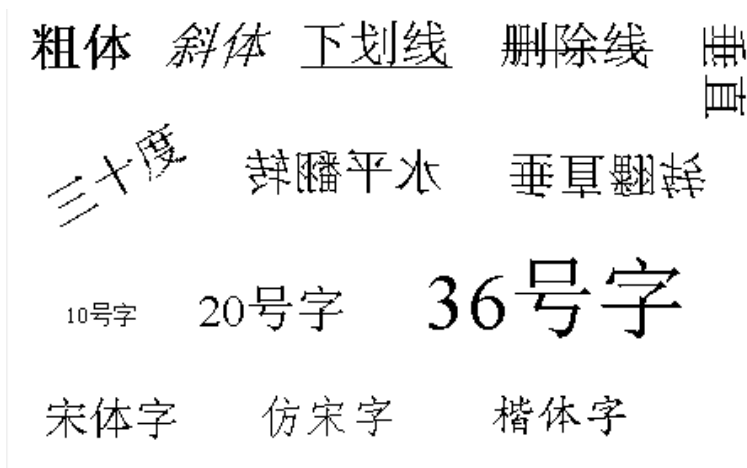 粗体 斜体 下划线 删除线 垂直
三十度 水平翻转 垂直翻转
10号字 20号字 36号字
宋体字 仿宋字 楷体字